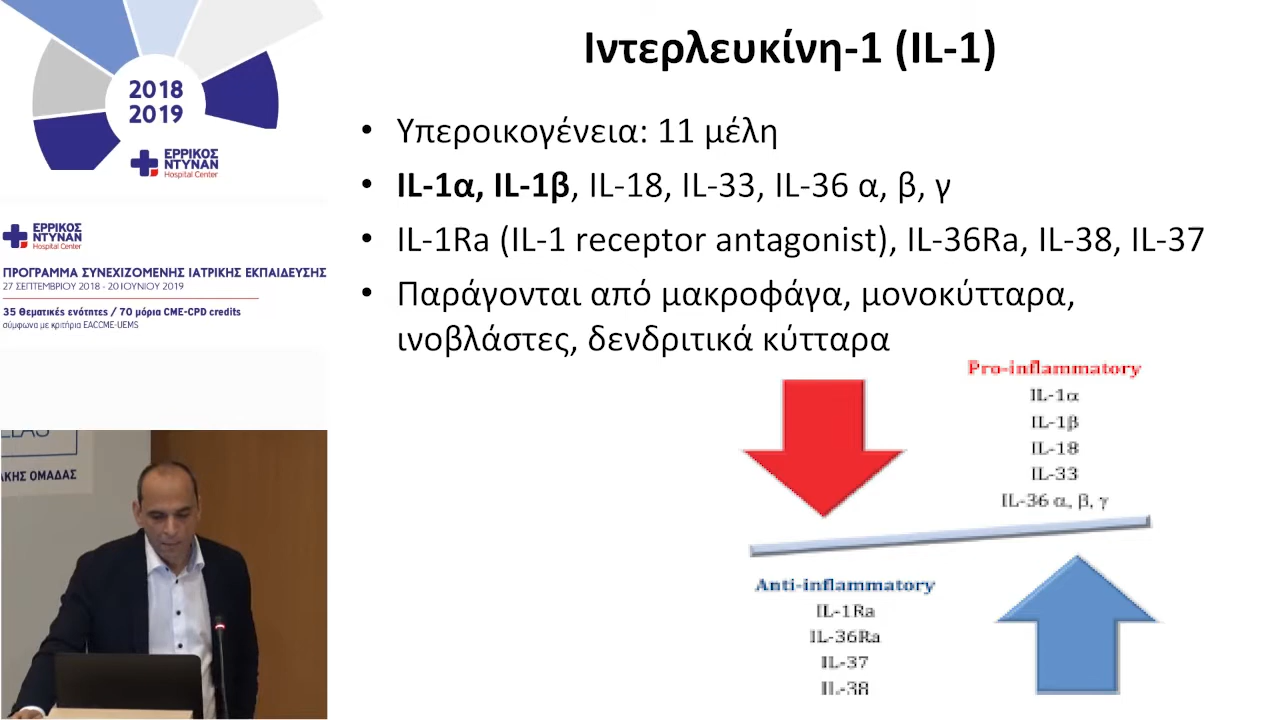 Ιντερλευκίνη-1 (IL-1)
• Υπεροικογένεια: 11 μέλη
• IL-1α, IL-1β, IL-18, IL-33, IL-36 α, β, γ
• IL-1Ra (IL-1 receptor antagonist), IL-36Ra, IL-38, IL-37
• Παράγονται από μακροφάγα, μονοκύτταρα,
ινοβλάστες, δενδριτικά κύτταρα
Pro-inflammatory
IL-1α
IL-1β
IL-18
IL-33
IL-36 α, β, γ
Anti-inflammatory
IL-1Ra
IL-36Ra
IL-37
IL-38
2018
2019
ΕΡΡΙΚΟΣ
ΝΤΥΝΑΝ
Hospital Center
ΕΡΡΙΚΟΣ
ΝΤΥΝΑΝ
Hospital Center
ΠΡΟΓΡΑΜΜΑ ΣΥΝΕΧΙΖΟΜΕΝΗΣ ΙΑΤΡΙΚΗΣ ΕΚΠΑΙΔΕΥΣΗΣ
27 ΣΕΠΤΕΜΒΡΙΟΥ 2018 - 20 ΙΟΥΝΙΟΥ 2019
35 Θεματικές ενότητες / 70 μόρια CME-CPD credits
σύμφωνα με κριτήρια EACCME-UEMS
ΟΜΑΔΑΣ